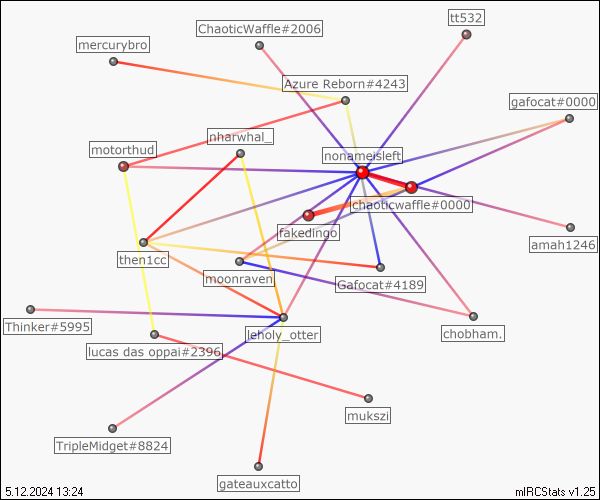 ChaoticWaffle#2006
tt532
mercurybro
Azure Reborn#4243
gafocat#0000
nharwhal_
motorthud
nonameisleft
chaoticwaffle#0000
fakedingo
amah1246
then1cc
moonraven
Gafocat#4189
Thinker#5995
leholy_otter
chobham.
lucas das oppai#2396
mukszi
TripleMidget#8824
gateauxcatto
5.12.2024 13:24
mIRCStats v1.25